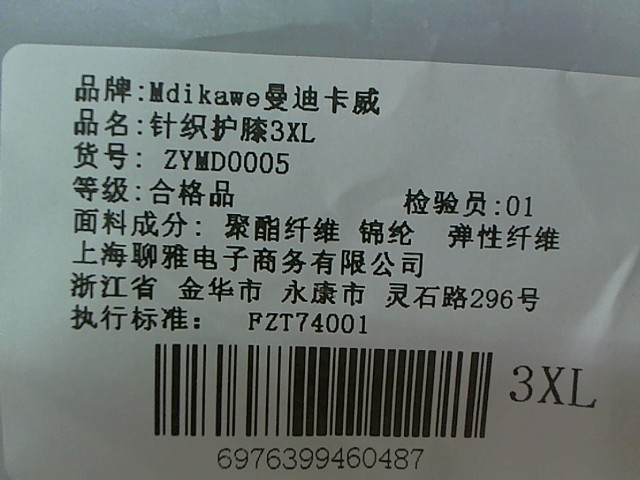 品牌:Mdikawe曼迪卡威
品名:针织护膝3XL
货号: ZYMD0005
等级:合格品 检验员:01
面料成分: 聚酯纤维 锦纶 弹性纤维
上海聊雅电子商务有限公司
浙江省 金华市 永康市 灵石路296号
执行标准: FZT74001
3XL
6976399460487